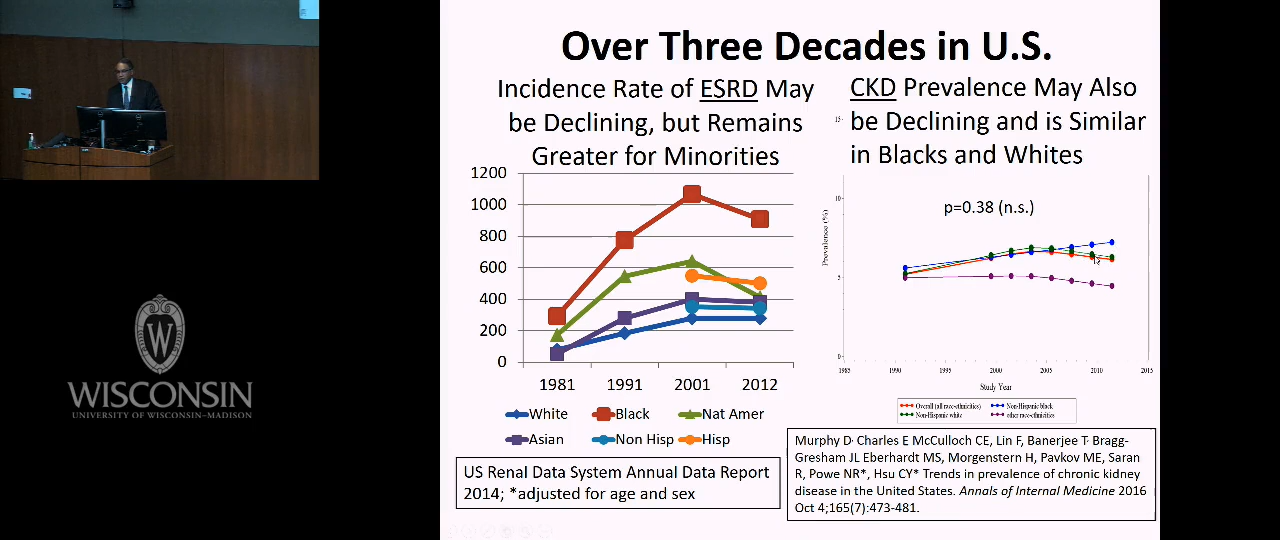 Over Three Decades in U.S.
Incidence Rate of ESRD May
be Declining, but Remains
Greater for Minorities
1200
1000
800
600
400
200
0
1981 1991 2001 2012
White Black Nat Amer
Asian Non Hisp Hisp
US Renal Data System Annual Data Report
2014; *adjusted for age and sex
CKD Prevalence May Also
be Declining and is Similar
in Blacks and Whites
15
10
5
0
Prevalence (%)
p=0.38 (n.s.)
1985 1990 1995 2000 2005 2010 2015
Study Year
Overall (all race-ethnicities) Non-Hispanic black
Non-Hispanic white other race-ethnicities
Murphy D· Charles E McCulloch CE, Lin F, Banerjee T· Bragg-
Gresham JL Eberhardt MS, Morgenstern H, Pavkov ME, Saran
R, Powe NR*, Hsu CY* Trends in prevalence of chronic kidney
disease in the United States. Annals of Internal Medicine 2016
Oct 4;165(7):473-481.
W
WISCONSIN
UNIVERSITY OF WISCONSIN–MADISON